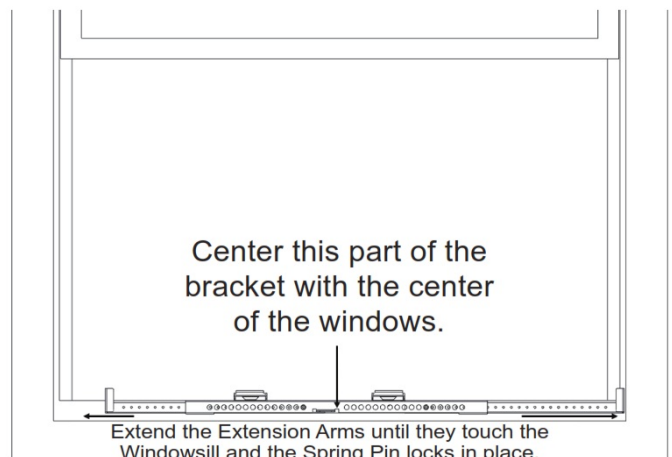 Center this part of the
bracket with the center
of the windows.
Extend the Extension Arms until they touch the
Windowsill and the Spring Pin locks in place.